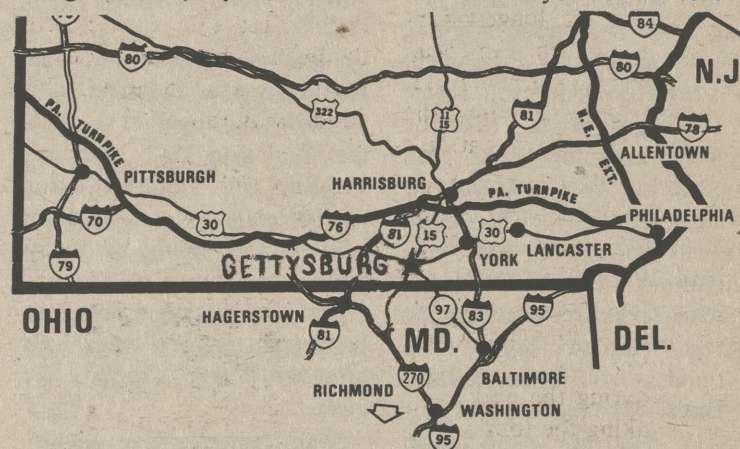 84
80
80
N.J
322
11
15
81
78
PA. TURNPIKE
N.E. EXT.
ALLENTOWN
PITTSBURGH
HARRISBURG
PA. TURNPIKE
70
30
76
81
15
30
PHILADELPHIA
YORK
LANCASTER
79
GETTYSBURG
OHIO
HAGERSTOWN
81
97
83
95
MD.
DEL.
270
BALTIMORE
RICHMOND
WASHINGTON
95